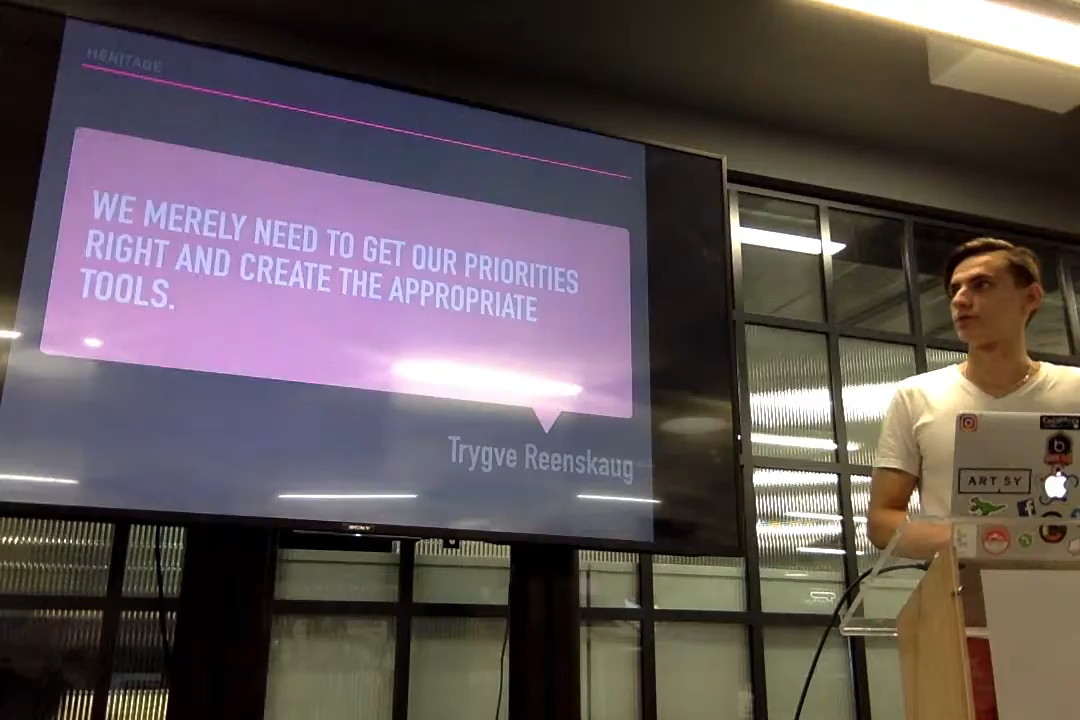 HERITAGE
WE MERELY NEED TO GET OUR PRIORITIES
RIGHT AND CREATE THE APPROPRIATE
TOOLS.
Trygve Reenskaug
SONY
ARTSY